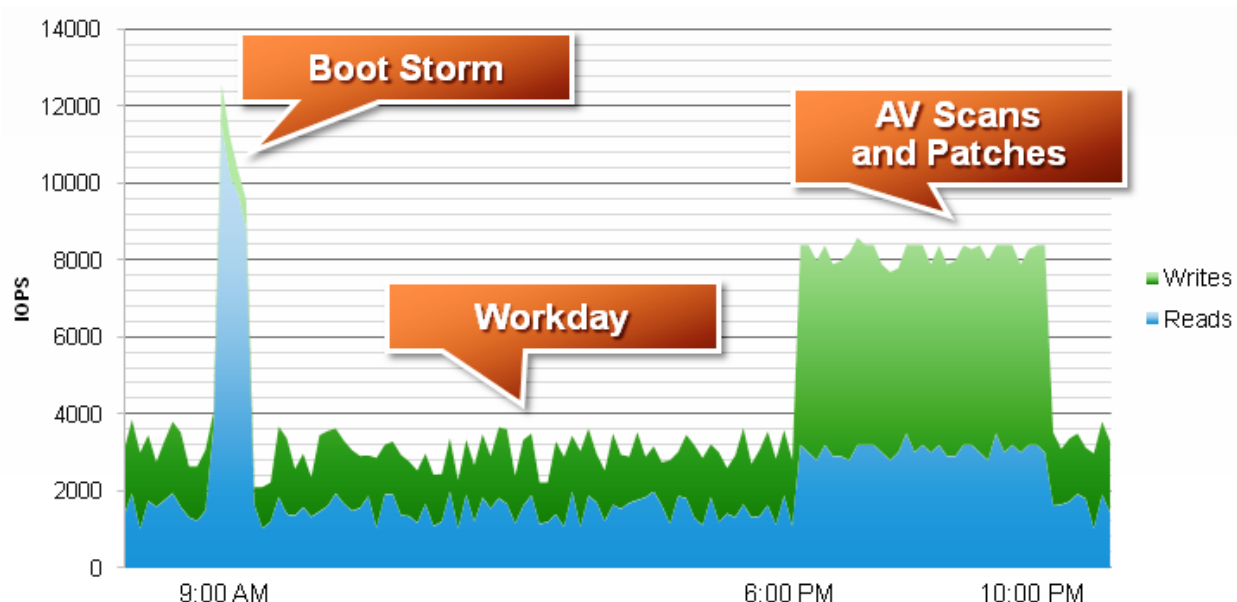 14000
12000
10000
8000
6000
4000
2000
0
IOPS
Boot Storm
Workday
AV Scans
and Patches
Writes
Reads
9:00 AM
6:00 PM
10:00 PM